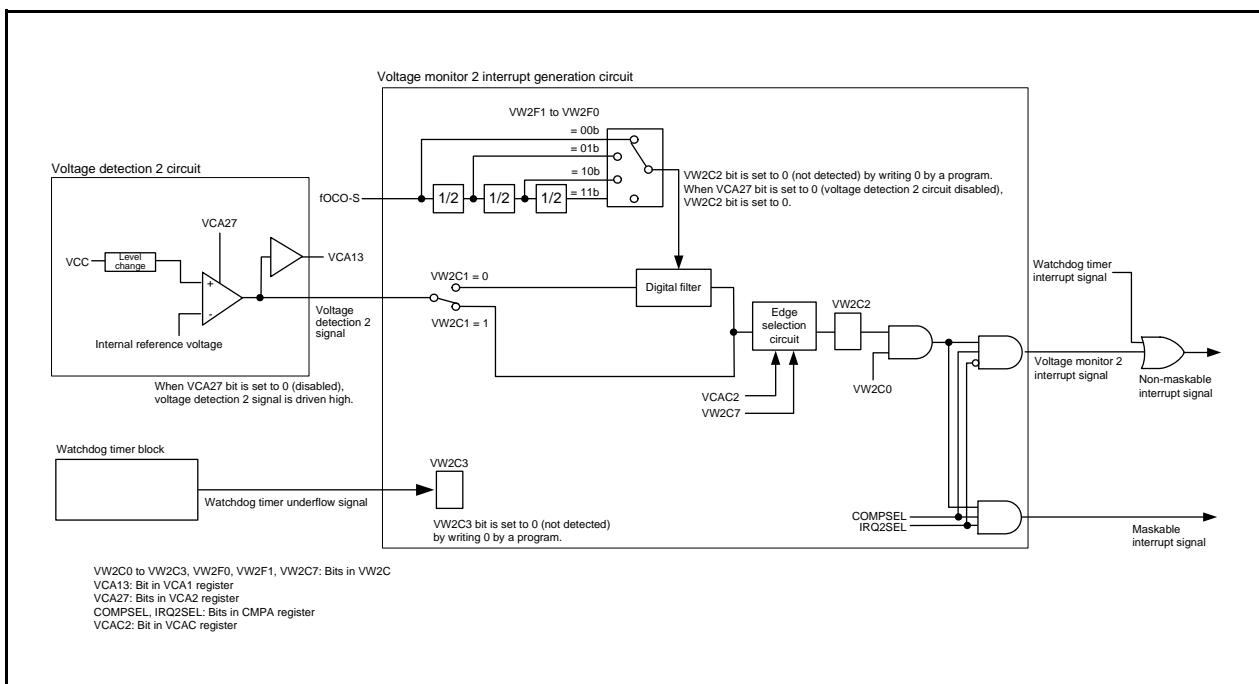 Voltage monitor 2 interrupt generation circuit
VW2F1 to VW2F0
= 00b
= 01b
= 10b
= 11b
fOCO-S
1/2
1/2
1/2
VW2C2 bit is set to 0 (not detected) by writing 0 by a program.
When VCA27 bit is set to 0 (voltage detection 2 circuit disabled),
VW2C2 bit is set to 0.
Voltage detection 2 circuit
VCA27
VCC
Level
change
+
-
VCA13
Internal reference voltage
Voltage
detection 2
signal
When VCA27 bit is set to 0 (disabled),
voltage detection 2 signal is driven high.
VW2C1 = 0
VW2C1 = 1
Digital filter
Edge
selection
circuit
VW2C2
VCAC2
VW2C7
VW2C0
Watchdog timer
interrupt signal
Voltage monitor 2
interrupt signal
Non-maskable
interrupt signal
Watchdog timer block
Watchdog timer underflow signal
VW2C3
VW2C3 bit is set to 0 (not detected)
by writing 0 by a program.
COMPSEL
IRQ2SEL
Maskable
interrupt signal
VW2C0 to VW2C3, VW2F0, VW2F1, VW2C7: Bits in VW2C
VCA13: Bit in VCA1 register
VCA27: Bits in VCA2 register
COMPSEL, IRQ2SEL: Bits in CMPA register
VCAC2: Bit in VCAC register